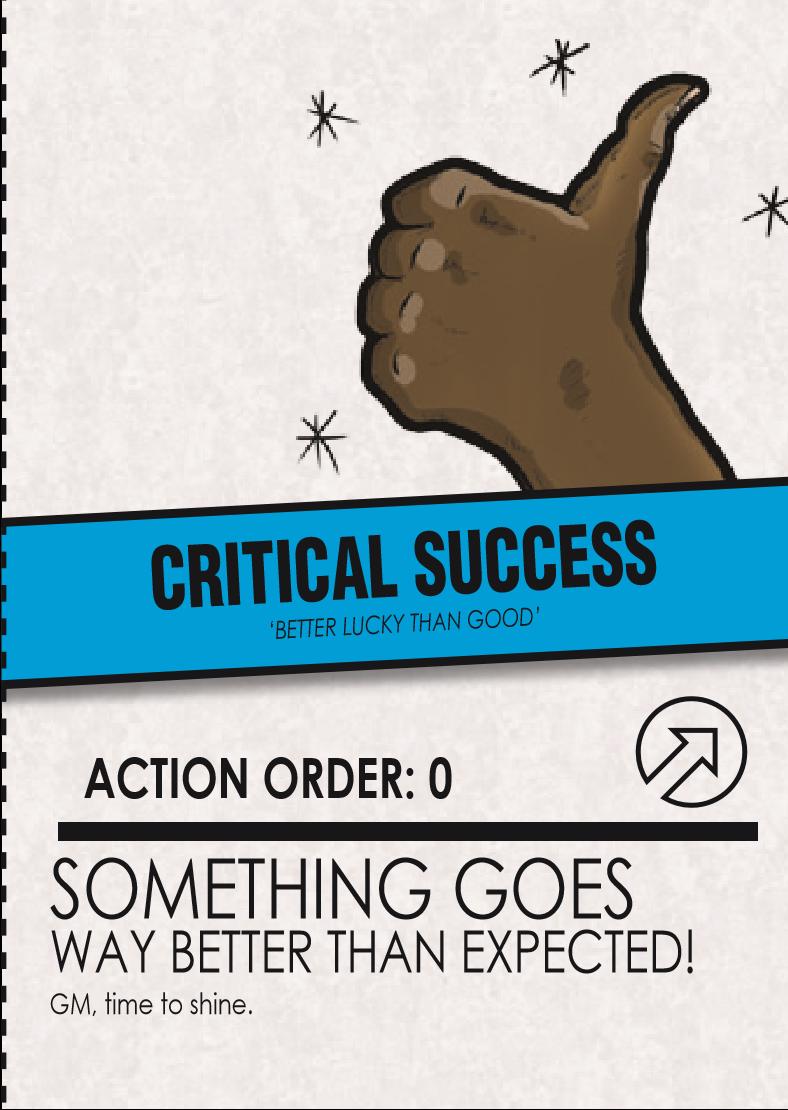 CRITICAL SUCCESS
‘BETTER LUCKY THAN GOOD’
ACTION ORDER: 0
SOMETHING GOES
WAY BETTER THAN EXPECTED!
GM, time to shine.